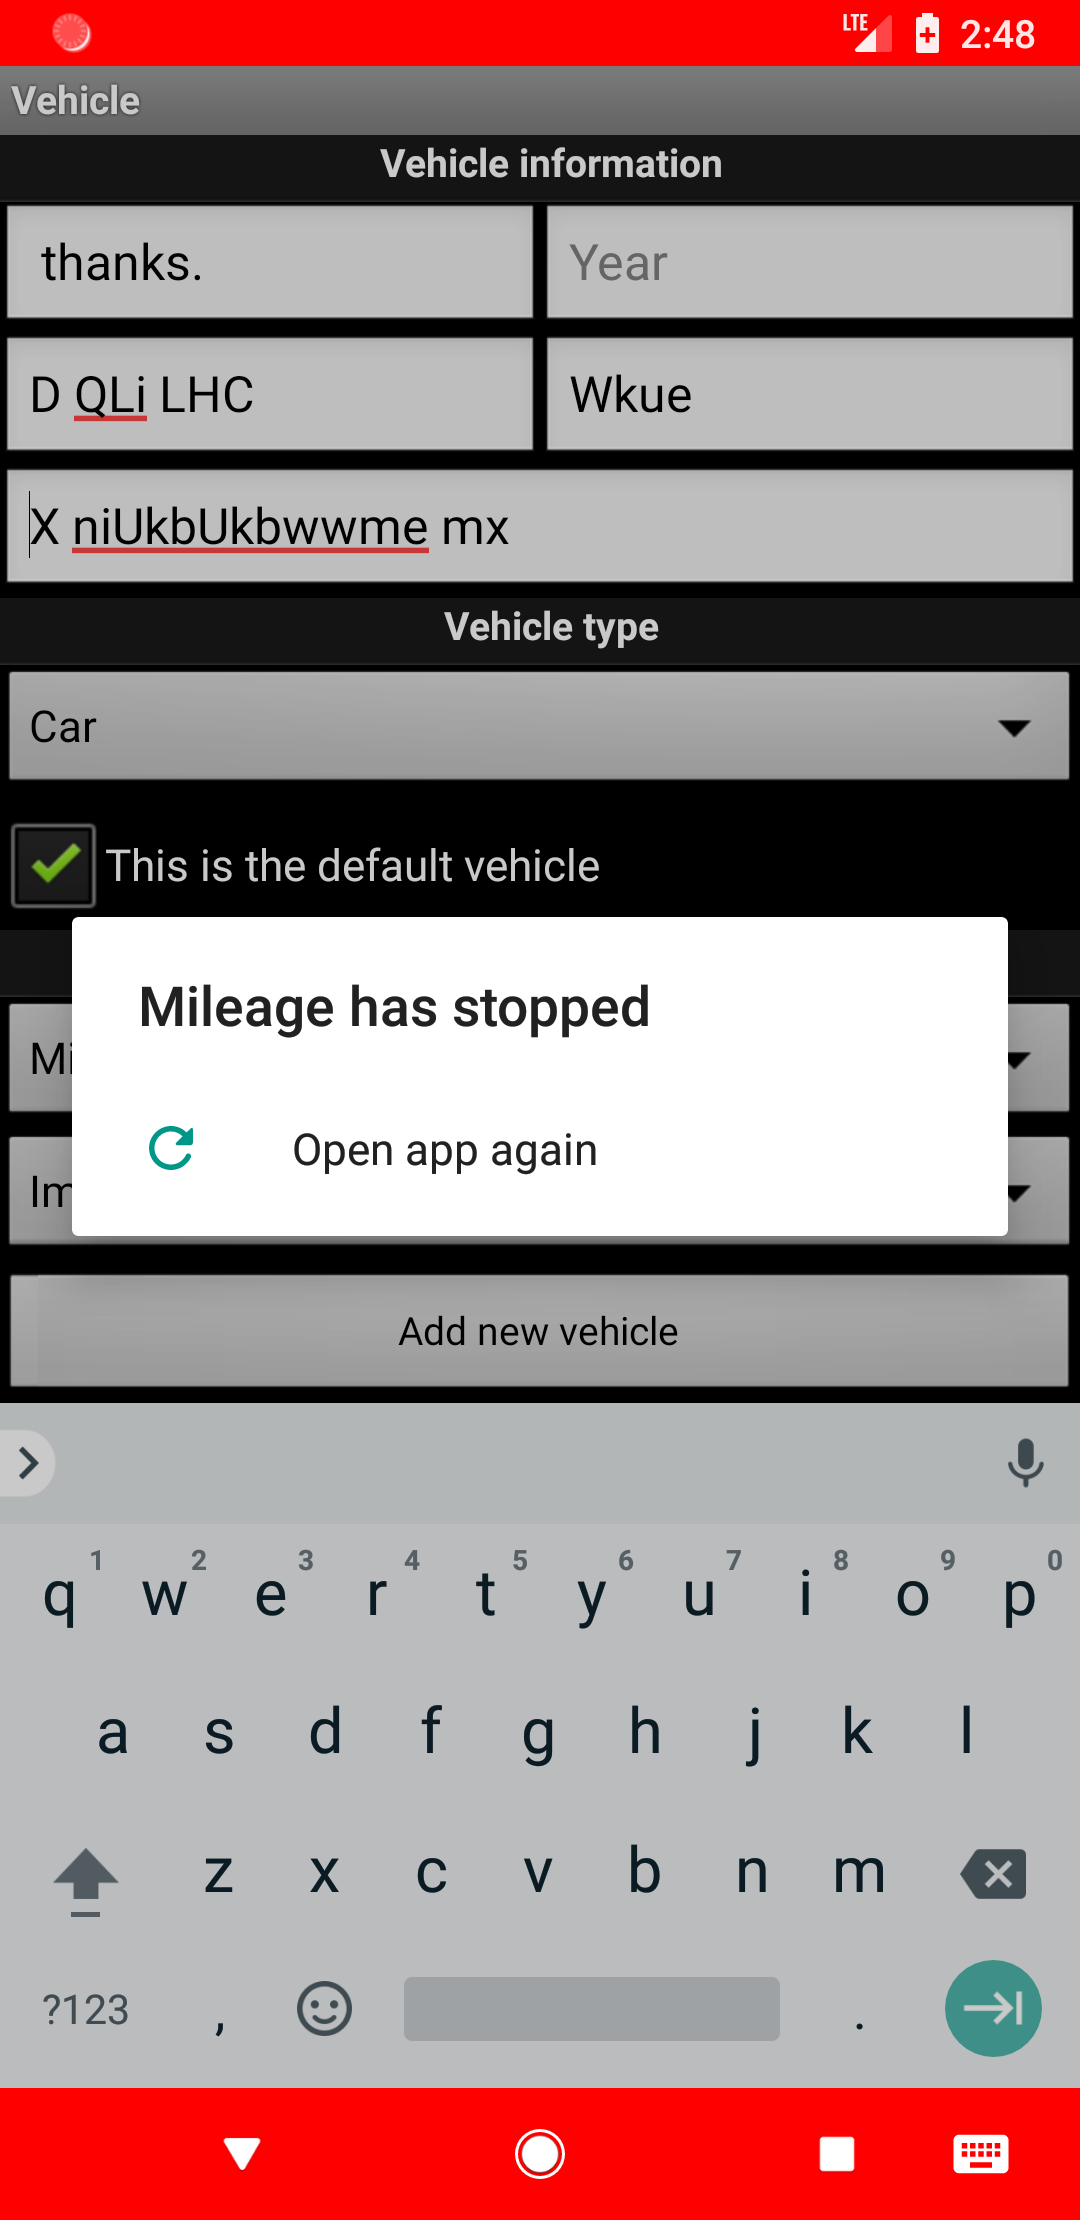 LTE 2:48
Vehicle
Vehicle information
thanks. Year
D QLi LHC Wkue
X niUkbUkbwwme mx
Vehicle type
Car
This is the default vehicle
Mileage has stopped
Mi
Open app again
Im
Add new vehicle
1 2 3 4 5 6 7 8 9 0
q w e r t y u i o p
a s d f g h j k l
z x c v b n m
?123 , .